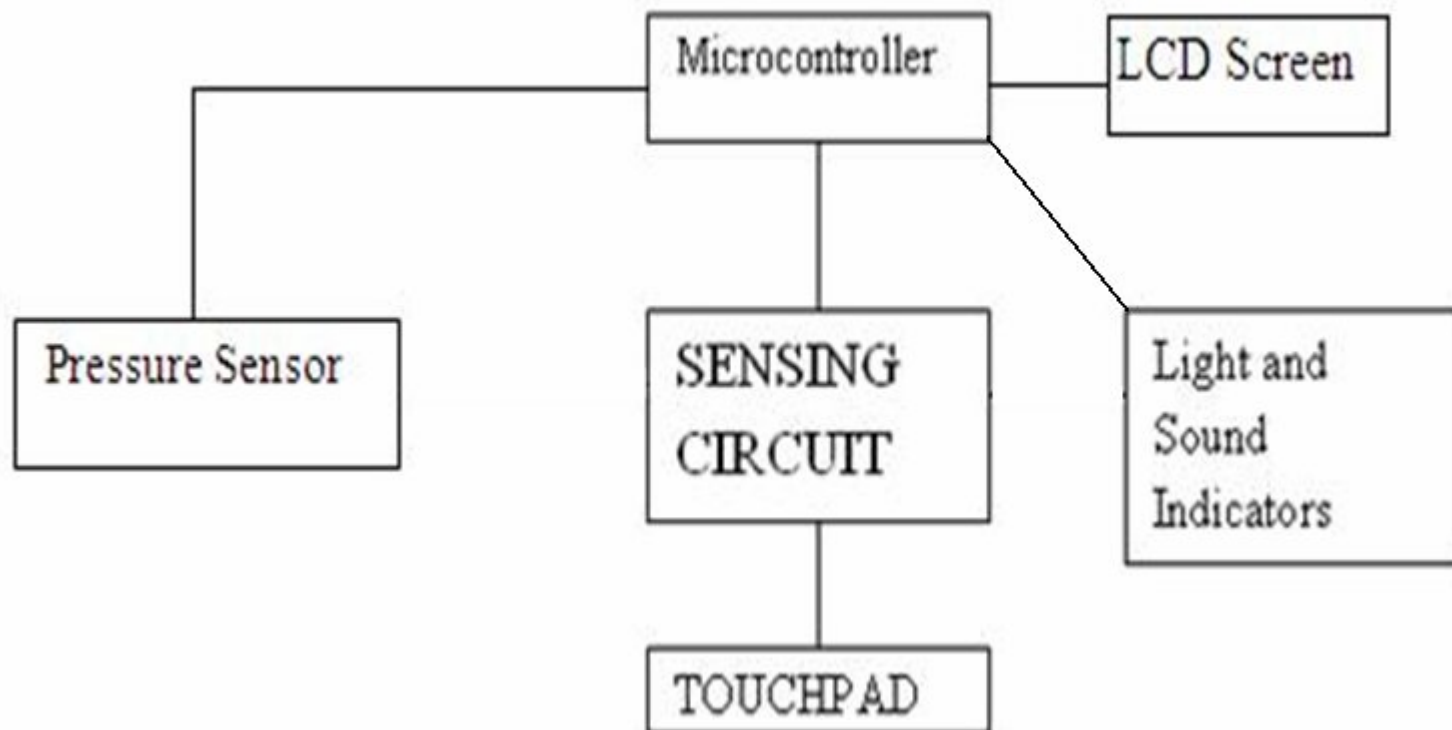 Microcontroller
LCD Screen
Pressure Sensor
SENSING
CIRCUIT
Light and
Sound
Indicators
TOUCHPAD